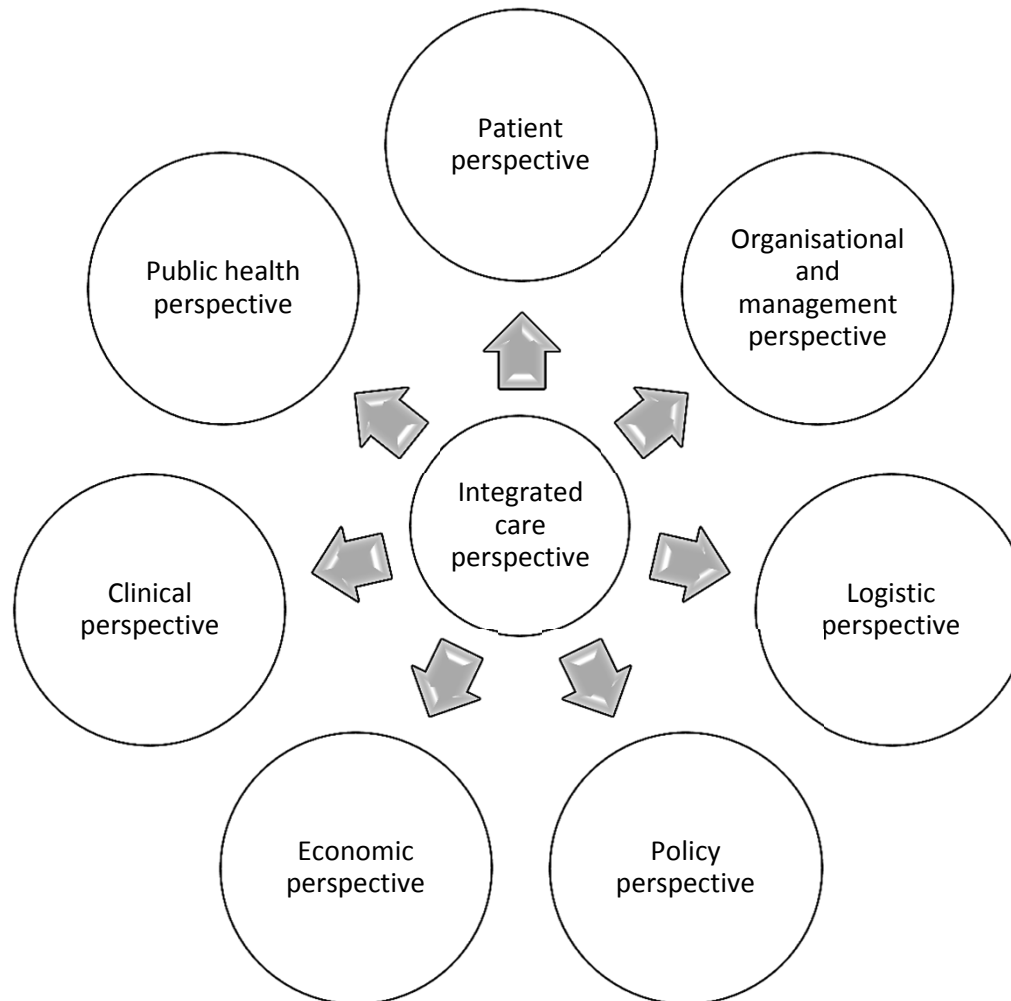 Patient
perspective
Organisational
and
management
perspective
Logistic
perspective
Policy
perspective
Economic
perspective
Clinical
perspective
Public health
perspective
Integrated
care
perspective